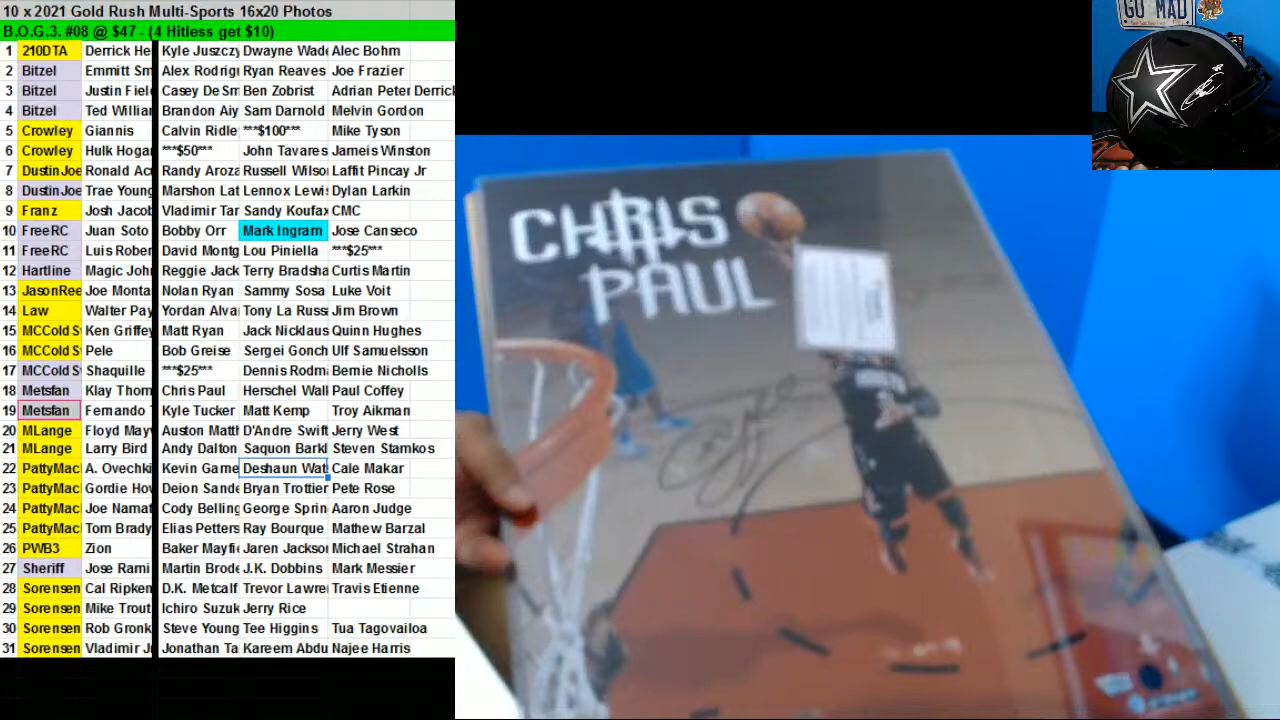 10 x 2021 Gold Rush Multi-Sports 16x20 Photos
B.O.G.3. #08 @ $47 - (4 Hitless get $10)
1 210DTA Derrick He Kyle Juszczy Dwayne Wade Alec Bohm
2 Bitzel Emmitt Sm Alex Rodrig Ryan Reaves Joe Frazier
3 Bitzel Justin Fiel Casey De Sm Ben Zobrist Adrian Peter Derrick
4 Bitzel Ted Willian Brandon Aiy Sam Darnold Melvin Gordon
5 Crowley Giannis Calvin Ridle ***$100*** Mike Tyson
6 Crowley Hulk Hoga ***$50*** John Tavares Jameis Winston
7 DustinJoe Ronald Acu Randy Aroza Russell Wilso Laffit Pincay Jr
8 DustinJoe Trae Young Marshon Lat Lennox Lewi Dylan Larkin
9 Franz Josh Jacob Vladimir Tar Sandy Koufax CMC
10 FreeRC Juan Soto Bobby Orr Mark Ingram Jose Canseco
11 FreeRC Luis Rober David Montg Lou Piniella ***$25***
12 Hartline Magic John Reggie Jack Terry Bradsha Curtis Martin
13 JasonRee Joe Monta Nolan Ryan Sammy Sosa Luke Voit
14 Law Walter Pay Yordan Alva Tony La Russ Jim Brown
15 MCCold S Ken Griffey Matt Ryan Jack Nicklaus Quinn Hughes
16 MCCold S Pele Bob Greise Sergei Gonch Ulf Samuelsson
17 MCCold S Shaquille ***$25*** Dennis Rodm Bernie Nicholls
18 Metsfan Klay Thom Chris Paul Herschel Wal Paul Coffey
19 Metsfan Fernando Kyle Tucker Matt Kemp Troy Aikman
20 MLange Floyd May Auston Matt D'Andre Swift Jerry West
21 MLange Larry Bird Andy Dalton Saquon Barkl Steven Stamkos
22 PattyMac A. Ovechki Kevin Garne Deshaun Wat Cale Makar
23 PattyMac Gordie How Deion Sande Bryan Trottier Pete Rose
24 PattyMac Joe Namat Cody Belling George Sprin Aaron Judge
25 PattyMac Tom Brady Elias Petters Ray Bourque Mathew Barzal
26 PWB3 Zion Baker Mayfi Jaren Jackso Michael Strahan
27 Sheriff Jose Rami Martin Brode J.K. Dobbins Mark Messier
28 Sorensen Cal Ripken D.K. Metcalf Trevor Lawre Travis Etienne
29 Sorensen Mike Trout Ichiro Suzuk Jerry Rice
30 Sorensen Rob Gronk Steve Young Tee Higgins Tua Tagovailoa
31 Sorensen Vladimir J Jonathan Ta Kareem Abdu Najee Harris
GO MAD
CHRIS
PAUL